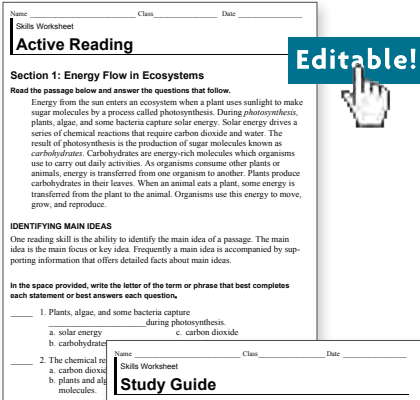 Name Class Date
Skills Worksheet
Active Reading
Editable!
Section 1: Energy Flow in Ecosystems
Read the passage below and answer the questions that follow.
Energy from the sun enters an ecosystem when a plant uses sunlight to make
sugar molecules by a process called photosynthesis. During photosynthesis,
plants, algae, and some bacteria capture solar energy. Solar energy drives a
series of chemical reactions that require carbon dioxide and water. The
result of photosynthesis is the production of sugar molecules known as
carbohydrates. Carbohydrates are energy-rich molecules which organisms
use to carry out daily activities. As organisms consume other plants or
animals, energy is transferred from one organism to another. Plants produce
carbohydrates in their leaves. When an animal eats a plant, some energy is
transferred from the plant to the animal. Organisms use this energy to move,
grow, and reproduce.
IDENTIFYING MAIN IDEAS
One reading skill is the ability to identify the main idea of a passage. The main
idea is the main focus or key idea. Frequently a main idea is accompanied by sup-
porting information that offers detailed facts about main ideas.
In the space provided, write the letter of the term or phrase that best completes
each statement or best answers each question.
_____ 1. Plants, algae, and some bacteria capture
______________________during photosynthesis.
a. solar energy c. carbon dioxide
b. carbohydrates
_____ 2. The chemical re
a. carbon dioxid
b. plants and alg
molecules.
Name Class Date
Skills Worksheet
Study Guide